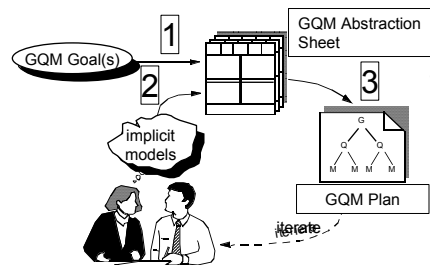 1
GQM Goal(s)
2
GQM Abstraction
Sheet
3
implicit
models
G
Q Q
M M M M
GQM Plan
iterate